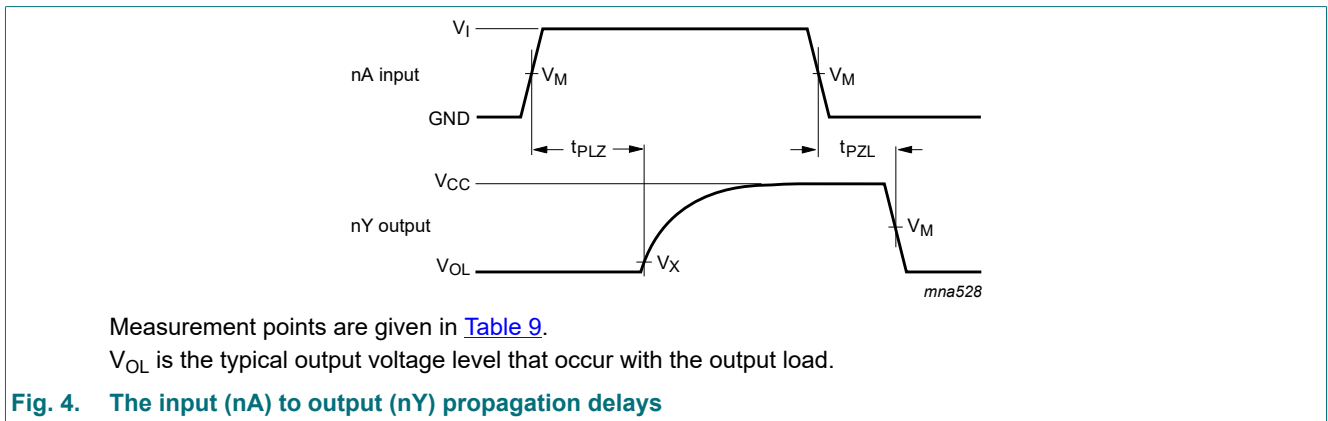 V_I
nA input
V_M
V_M
GND
t_PLZ
t_PZL
V_CC
nY output
V_M
V_OL
V_X
mna528
Measurement points are given in Table 9.
V_OL is the typical output voltage level that occur with the output load.
Fig. 4. The input (nA) to output (nY) propagation delays